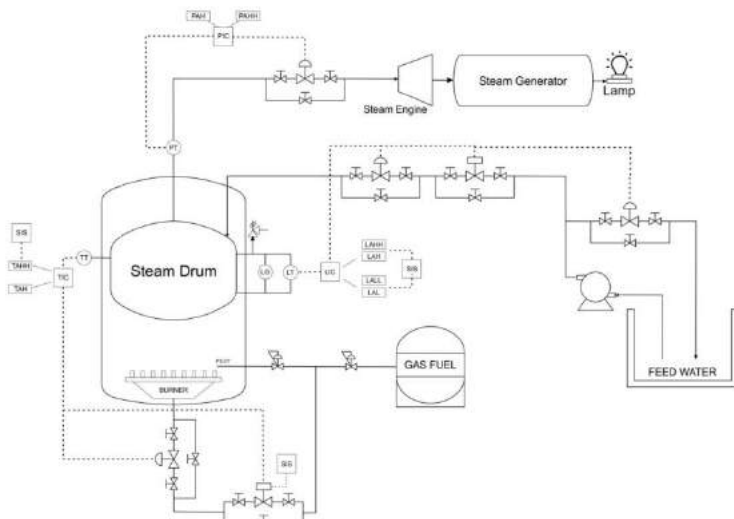 PAH
PAHH
PIC
Steam Generator
Steam Engine
Lamp
PT
SIS
TAHH
TAH
TIC
TT
Steam Drum
LG
LT
LAHH
LAH
LALL
LAL
SIS
PILOT
BURNER
GAS FUEL
FEED WATER
SIS